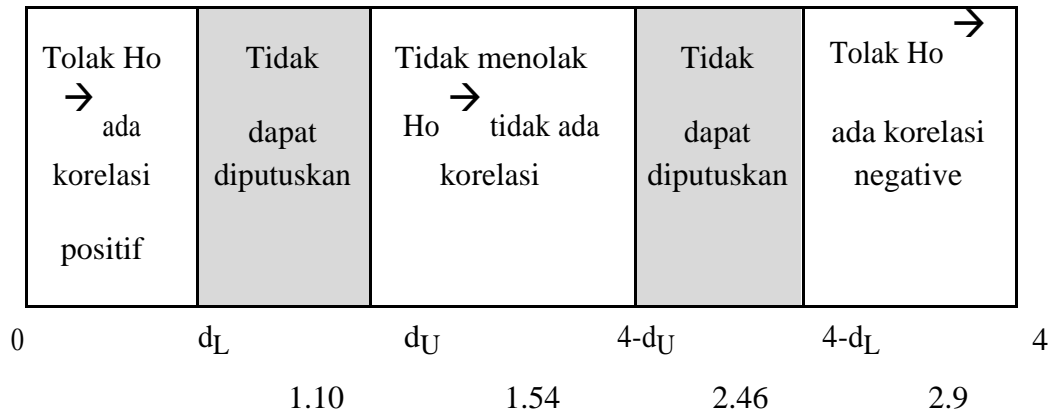 Tolak Ho → ada korelasi positif
Tidak dapat diputuskan
Tidak menolak Ho → tidak ada korelasi
Tidak dapat diputuskan
Tolak Ho → ada korelasi negative
0 dL dU 4-dU 4-dL 4
1.10 1.54 2.46 2.9